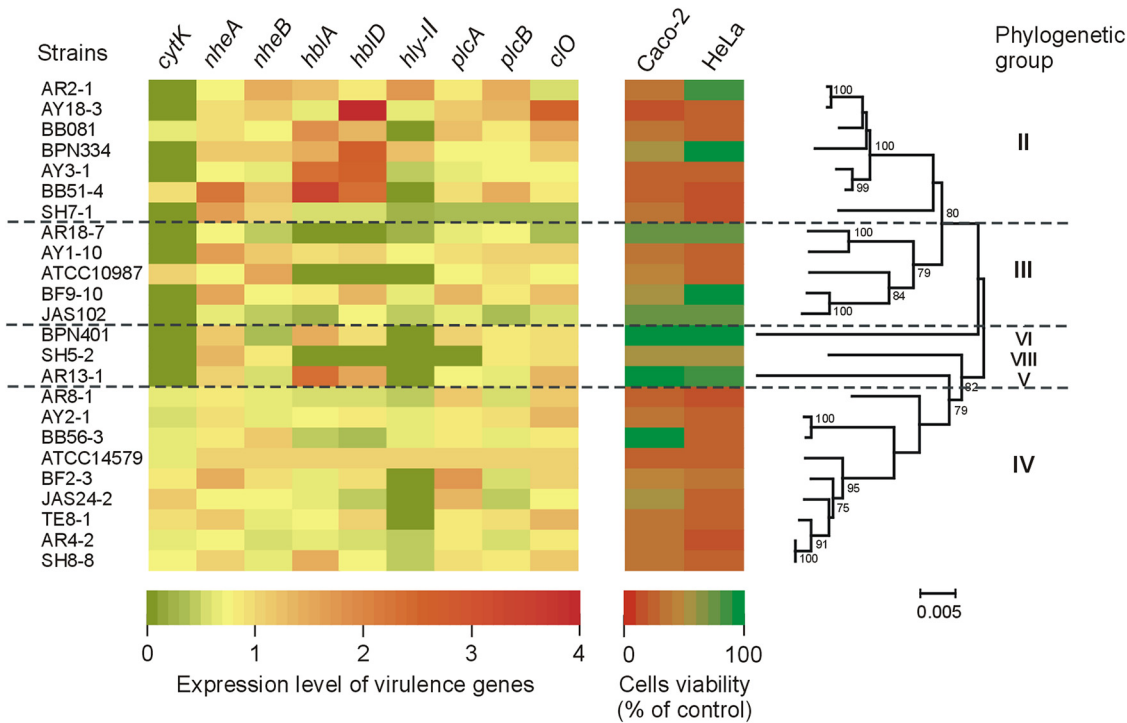 Strains
cytK nheA nheB hblA hblD hly-II plcA plcB clO
Caco-2 HeLa
Phylogenetic
group
AR2-1
AY18-3
BB081
BPN334
AY3-1
BB51-4
SH7-1
AR18-7
AY1-10
ATCC10987
BF9-10
JAS102
BPN401
SH5-2
AR13-1
AR8-1
AY2-1
BB56-3
ATCC14579
BF2-3
JAS24-2
TE8-1
AR4-2
SH8-8
100
100
99
80
100
79
84
100
82
79
100
95
75
91
100
II
III
VI
VIII
V
IV
0.005
0 1 2 3 4
Expression level of virulence genes
0 100
Cells viability
(% of control)